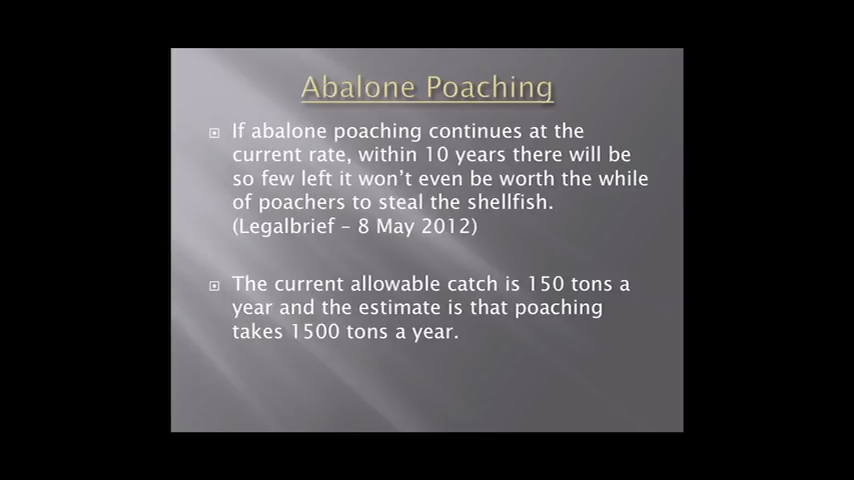 Abalone Poaching
If abalone poaching continues at the
current rate, within 10 years there will be
so few left it won't even be worth the while
of poachers to steal the shellfish.
(Legalbrief – 8 May 2012)
The current allowable catch is 150 tons a
year and the estimate is that poaching
takes 1500 tons a year.